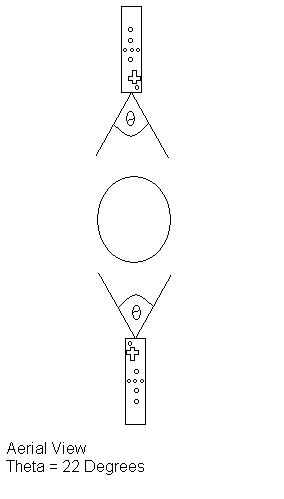 θ
θ
Aerial View
Theta = 22 Degrees